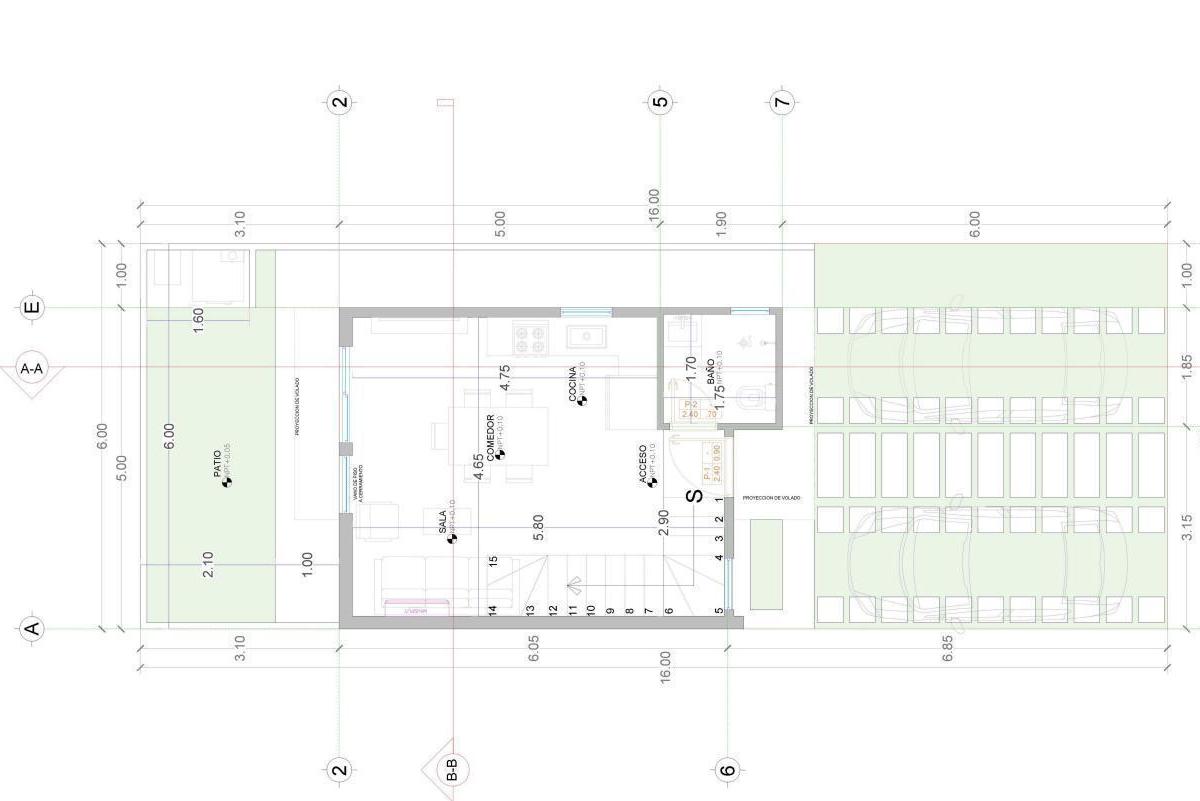 2
5
7
16.00
3.10
5.00
1.90
6.00
1.00
1.00
E
1.60
A-A
1.70
BAÑO
NPT+0.10
1.75
1.85
4.75
COCINA
NPT+0.10
PROYECCION DE VOLADO
PROYECCION DE VOLADO
P-2
2.40
.70
6.00
6.00
5.00
PATIO
NPT+0.05
VANO DE PISO
A CERRAMIENTO
COMEDOR
NPT+0.10
4.65
ACCESO
NPT+0.10
P-1
2.40
0.90
S
PROYECCION DE VOLADO
SALA
NPT+0.10
5.80
2.90
3.15
1
2
3
4
2.10
1.00
15
14
13
12
11
10
9
8
7
6
5
MINISPLIT
A
3.10
6.05
6.85
16.00
2
B-B
6